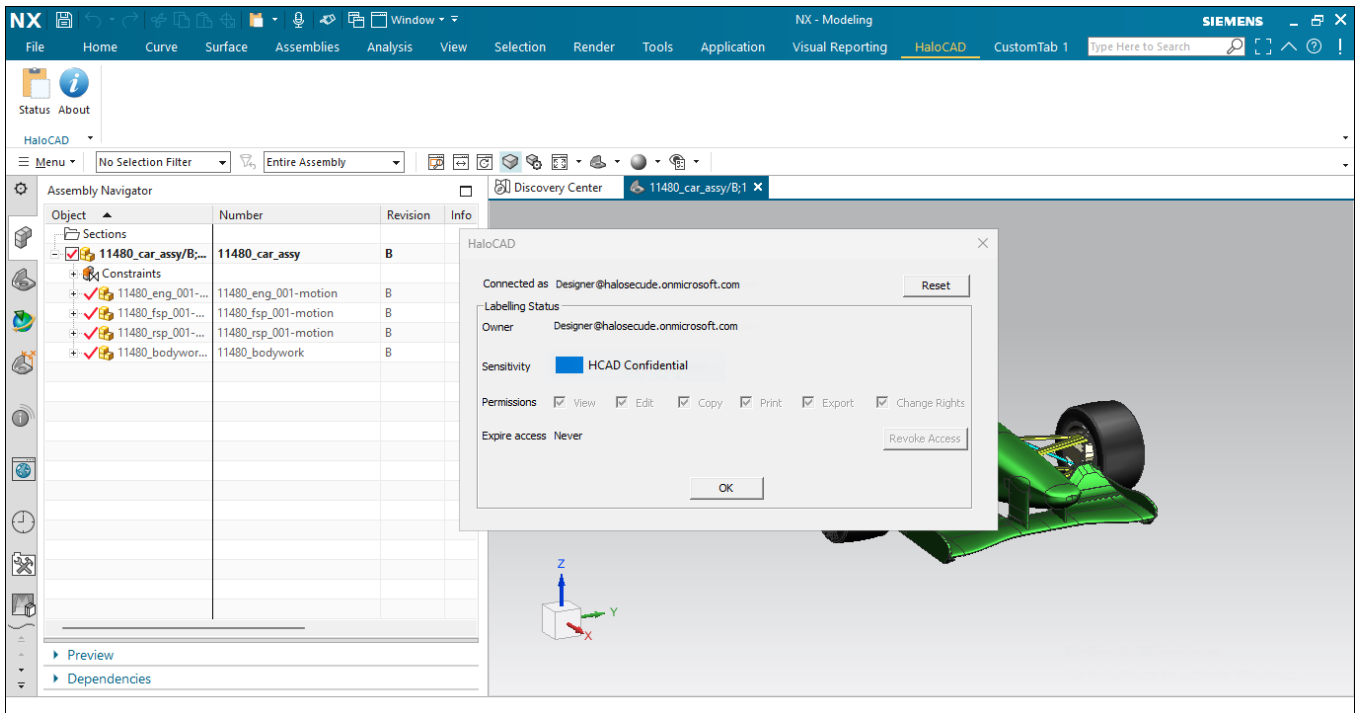 NX Window NX - Modeling SIEMENS
File Home Curve Surface Assemblies Analysis View Selection Render Tools Application Visual Reporting HaloCAD CustomTab 1 Type Here to Search
Status About
HaloCAD
Menu No Selection Filter Entire Assembly
Assembly Navigator
Discovery Center 11480_car_assy/B;1
Object Number Revision Info
Sections
11480_car_assy/B;... 11480_car_assy B
Constraints
11480_eng_001-... 11480_eng_001-motion B
11480_fsp_001-... 11480_fsp_001-motion B
11480_rsp_001-... 11480_rsp_001-motion B
11480_bodywor... 11480_bodywork B
HaloCAD
Connected as Designer@halosecude.onmicrosoft.com Reset
Labelling Status
Owner Designer@halosecude.onmicrosoft.com
Sensitivity HCAD Confidential
Permissions View Edit Copy Print Export Change Rights
Expire access Never Revoke Access
OK
Z
Y
X
Preview
Dependencies